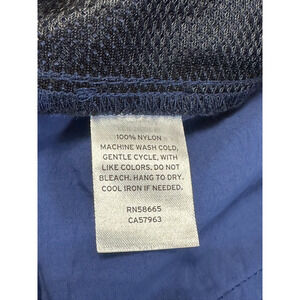 100% NYLON
MACHINE WASH COLD,
GENTLE CYCLE, WITH
LIKE COLORS. DO NOT
BLEACH. HANG TO DRY.
COOL IRON IF NEEDED.
RN58665
CA57963